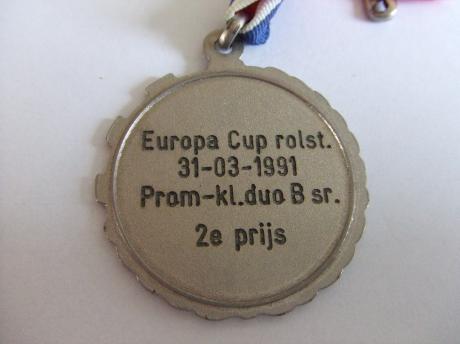 Europa Cup rolst.
31-03-1991
Prom-kl.duo B sr.
2e prijs